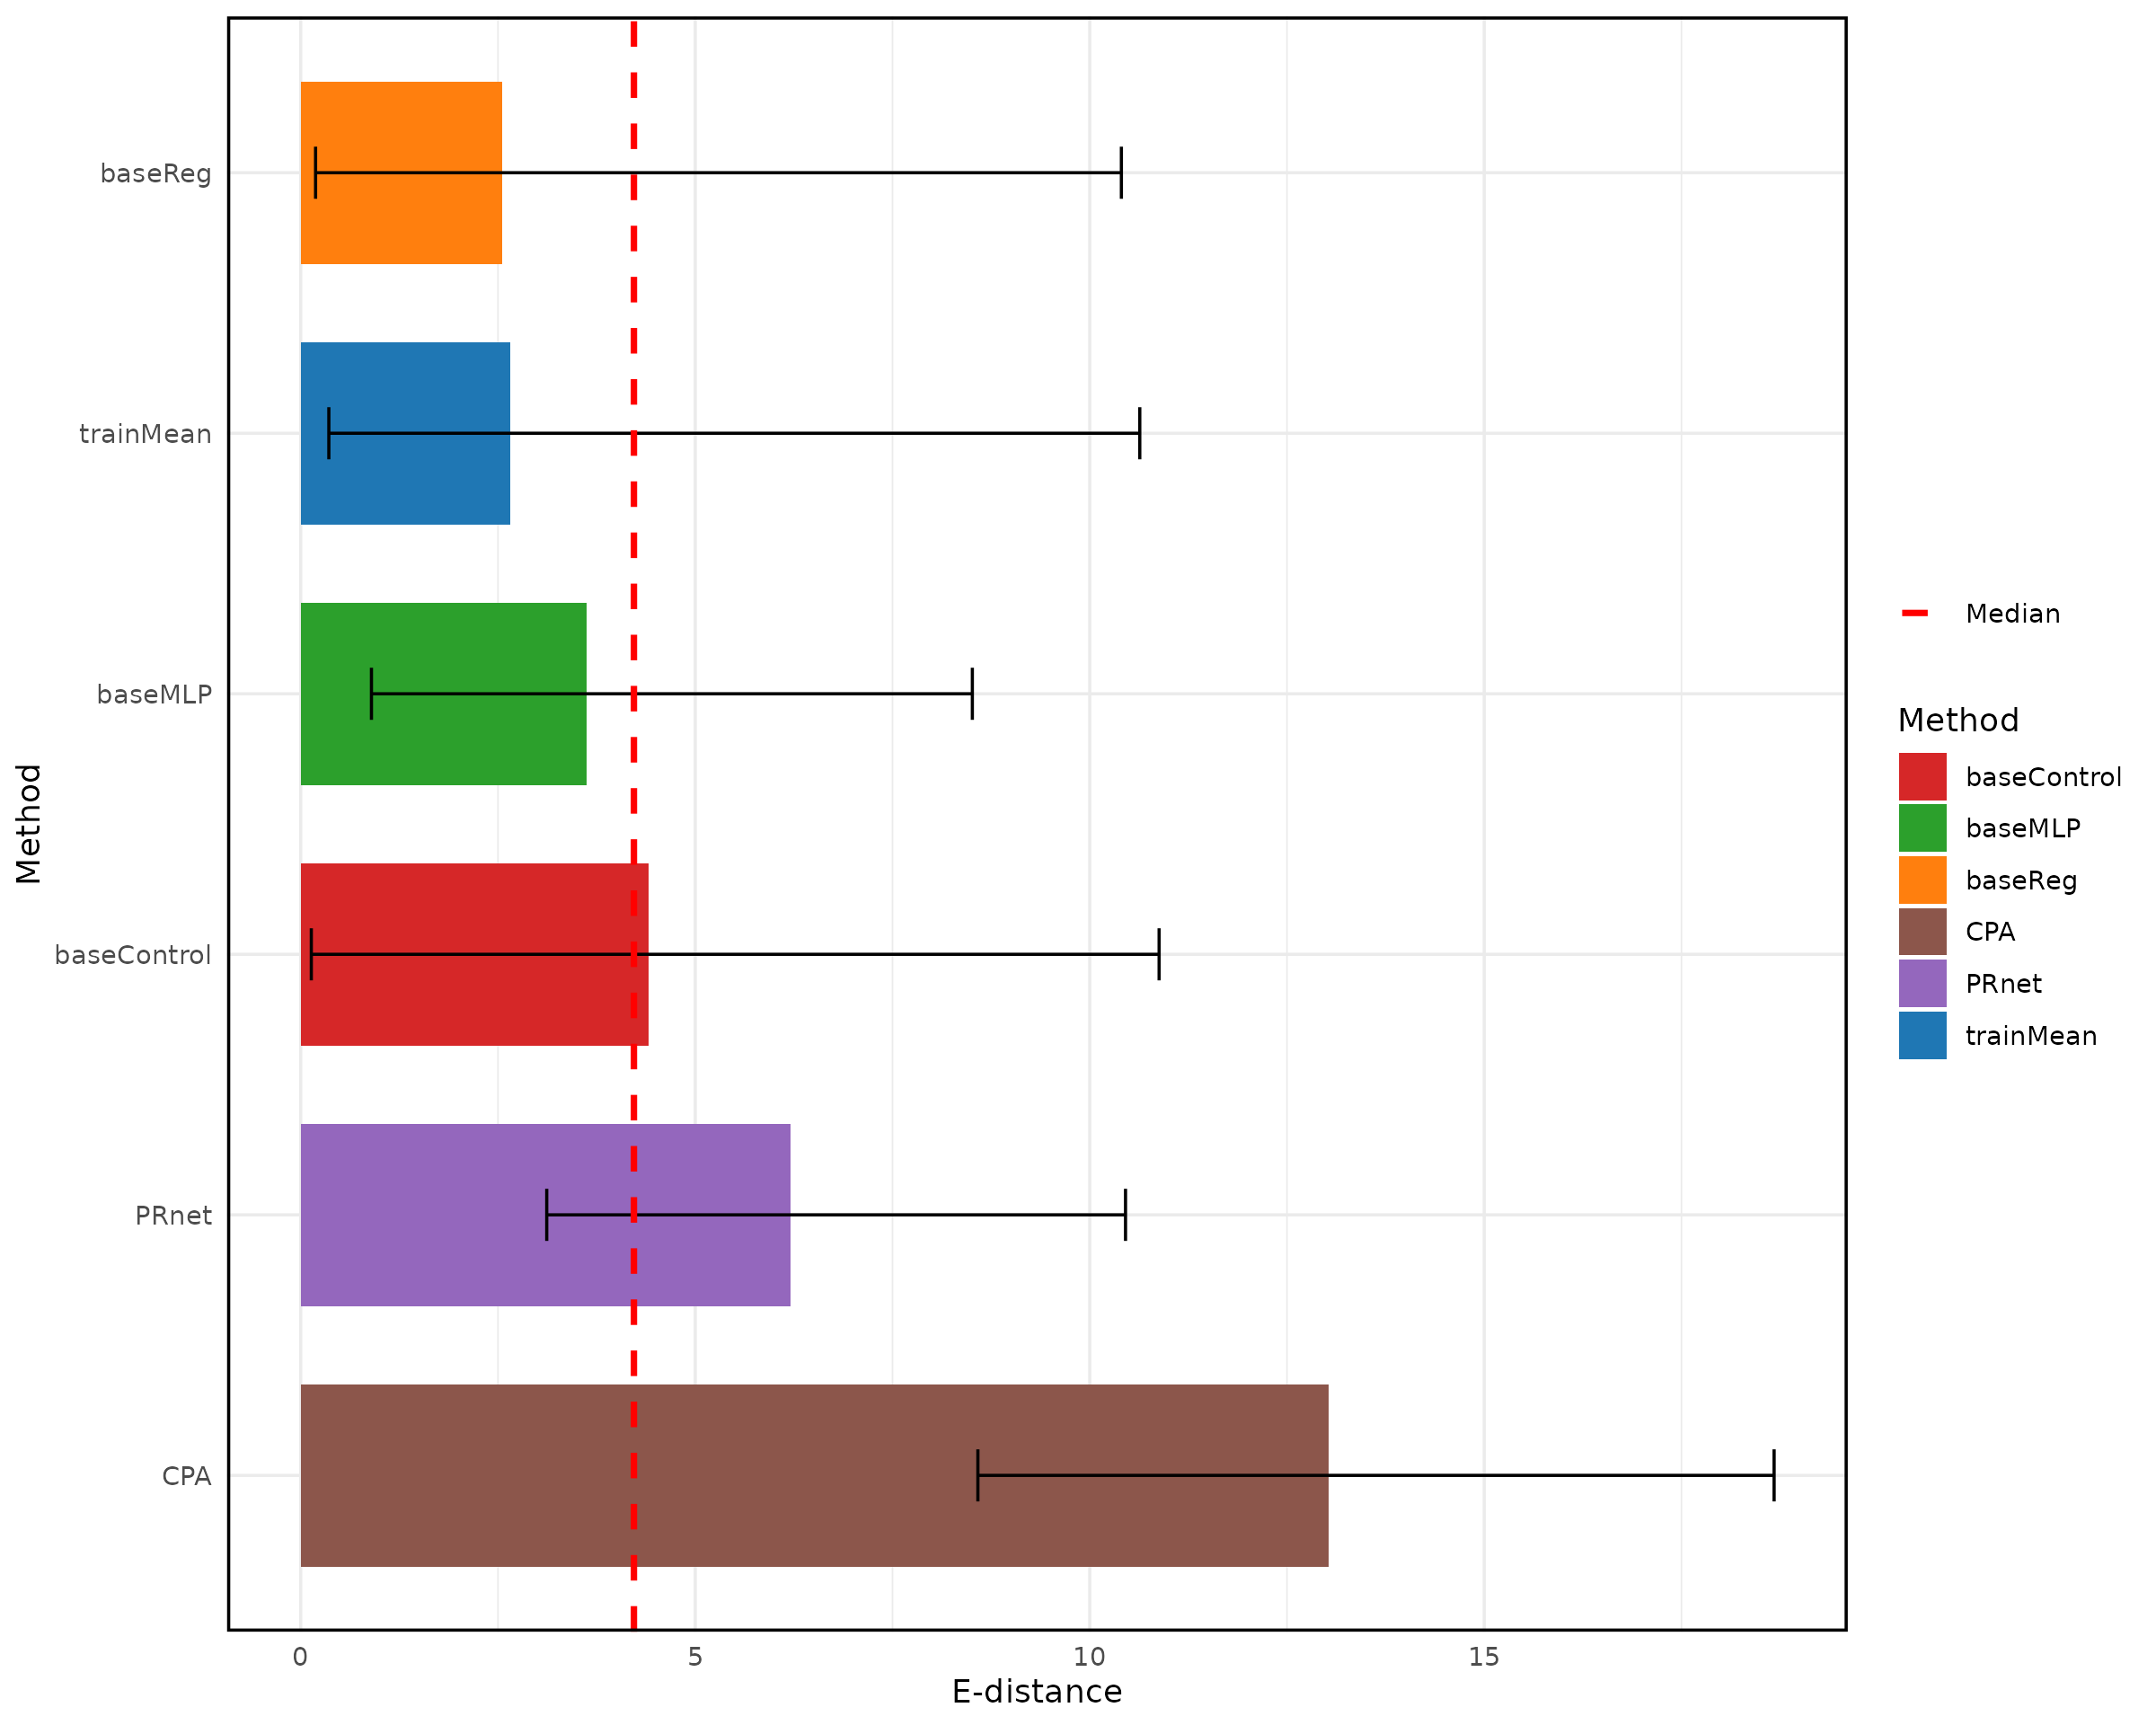 baseReg
trainMean
baseMLP
baseControl
PRnet
CPA
Method
0 5 10 15
E-distance
Median
Method
baseControl
baseMLP
baseReg
CPA
PRnet
trainMean